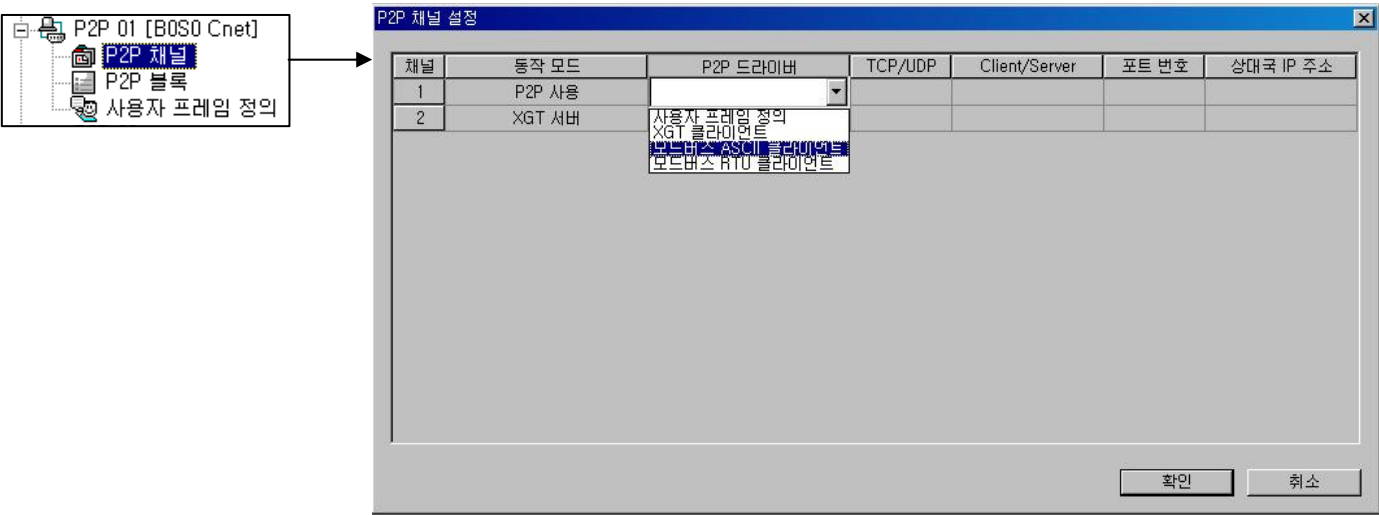 P2P 01 [B0S0 Cnet]
P2P 채널
P2P 블록
사용자 프레임 정의
P2P 채널 설정
채널 동작 모드 P2P 드라이버 TCP/UDP Client/Server 포트 번호 상대국 IP 주소
1 P2P 사용
2 XGT 서버
사용자 프레임 정의
XGT 클라이언트
모드버스 ASCII 클라이언트
모드버스 RTU 클라이언트
확인 취소